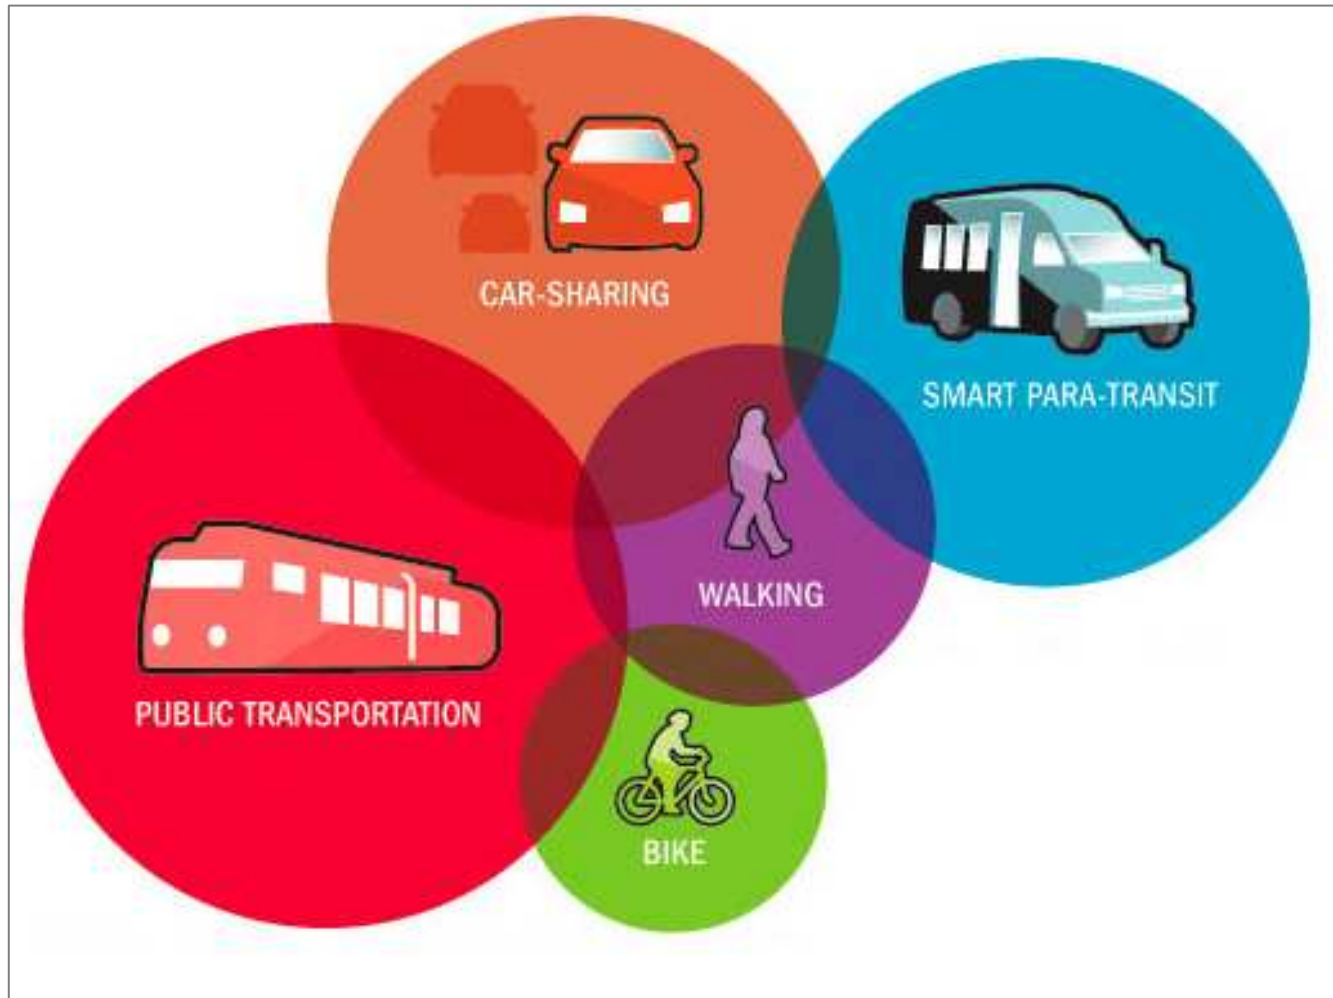 CAR-SHARING
SMART PARA-TRANSIT
WALKING
PUBLIC TRANSPORTATION
BIKE